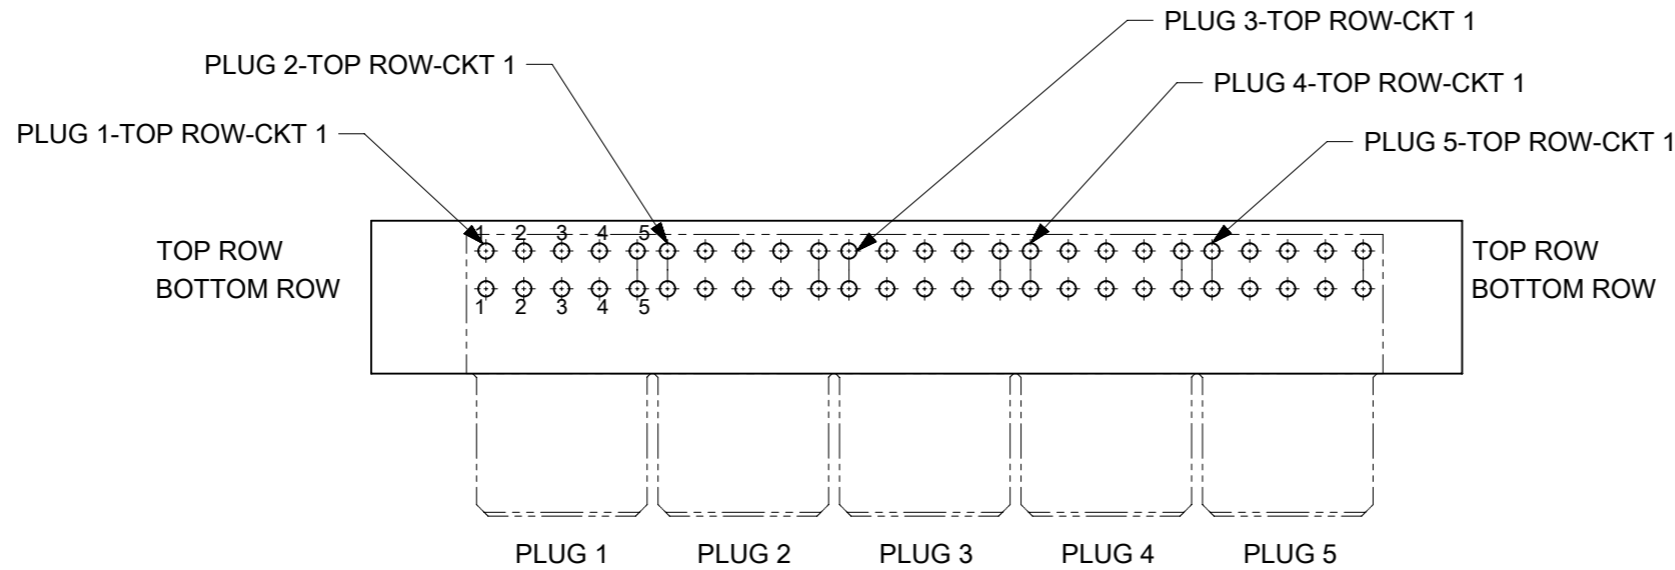 PLUG 3-TOP ROW-CKT 1
PLUG 2-TOP ROW-CKT 1
PLUG 4-TOP ROW-CKT 1
PLUG 1-TOP ROW-CKT 1
PLUG 5-TOP ROW-CKT 1
1 2 3 4 5
TOP ROW
TOP ROW
BOTTOM ROW
BOTTOM ROW
1 2 3 4 5
PLUG 1 PLUG 2 PLUG 3 PLUG 4 PLUG 5